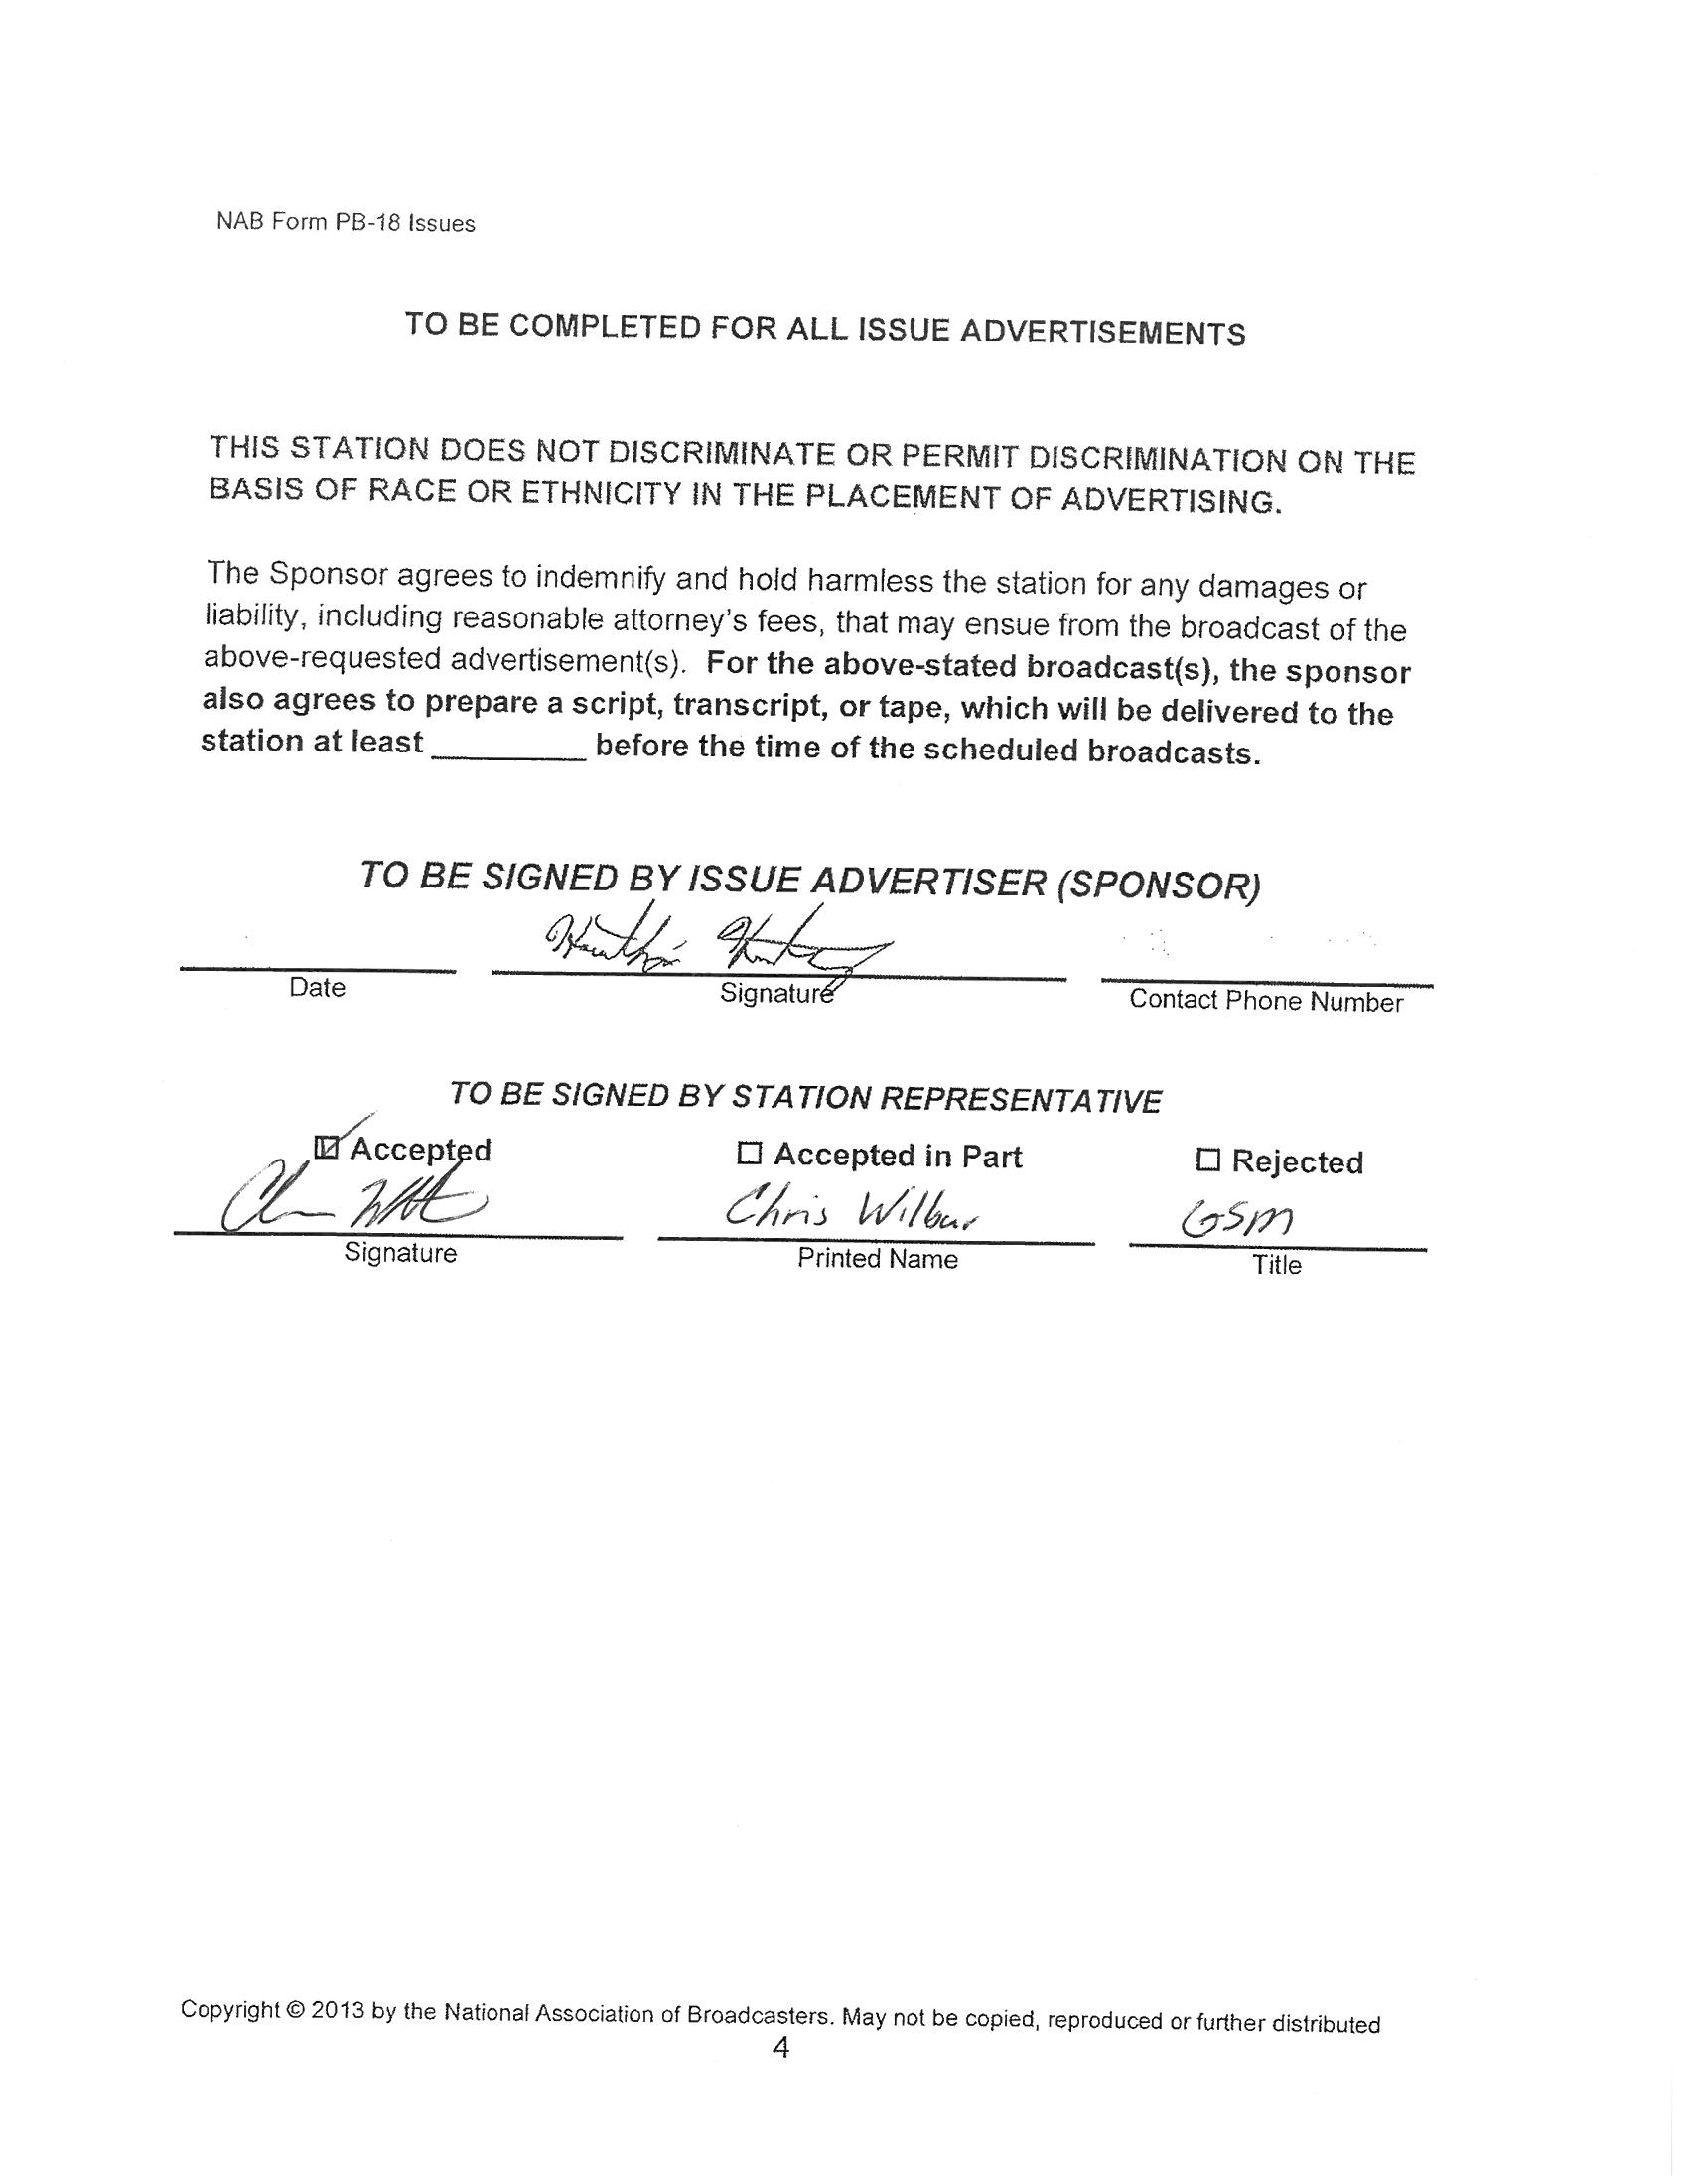 NAB Form PB-18 Issues
TO BE COMPLETED FOR ALL ISSUE ADVERTISEMENTS
THIS STATION DOES NOT DISCRIMINATE OR PERMIT DISCRIMINATION ON THE
BASIS OF RACE OR ETHNICITY IN THE PLACEMENT OF ADVERTISING.
The Sponsor agrees to indemnify and hold harmless the station for any damages or
liability, including reasonable attorney's fees, that may ensue from the broadcast of the
above-requested advertisement(s). For the above-stated broadcast(s), the sponsor
also agrees to prepare a script, transcript, or tape, which will be delivered to the
station at least _________ before the time of the scheduled broadcasts.
TO BE SIGNED BY ISSUE ADVERTISER (SPONSOR)
Date Signature Contact Phone Number
TO BE SIGNED BY STATION REPRESENTATIVE
☑ Accepted ☐ Accepted in Part ☐ Rejected
Chris Wilbur GSM
Signature Printed Name Title
Copyright © 2013 by the National Association of Broadcasters. May not be copied, reproduced or further distributed
4